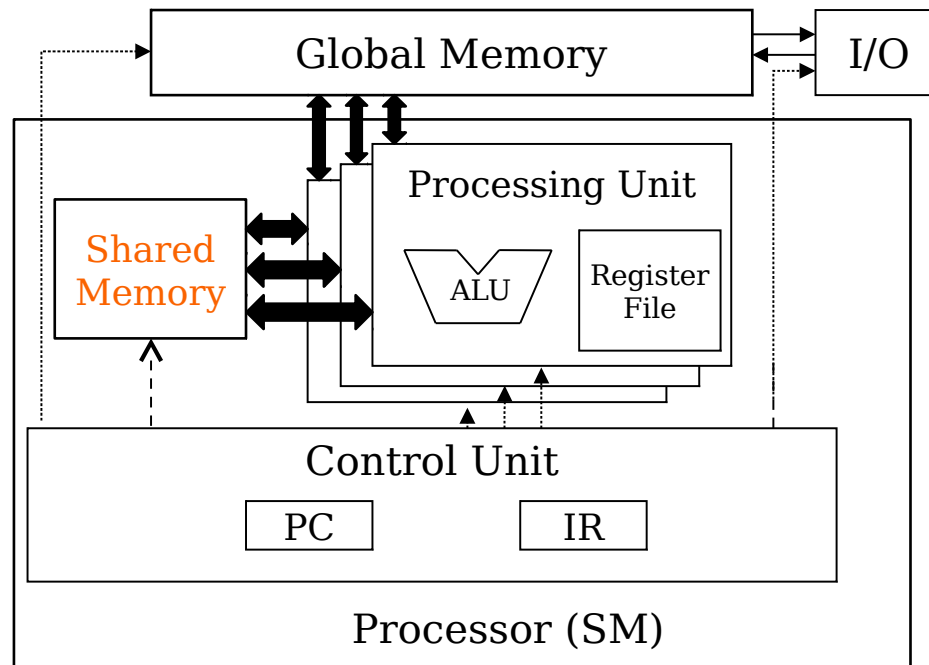 Global Memory
I/O
Processing Unit
Shared
Memory
ALU
Register
File
Control Unit
PC
IR
Processor (SM)